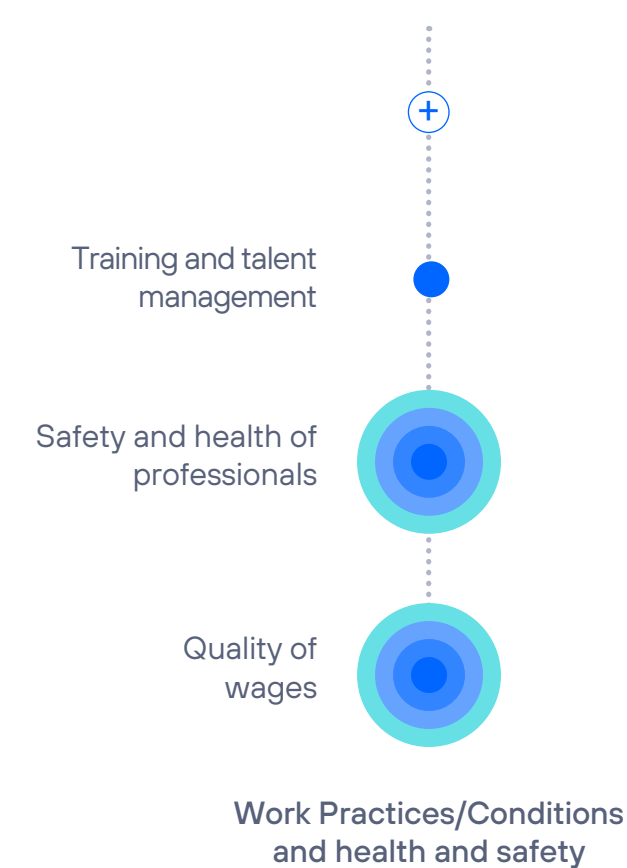 +
Training and talent
management
Safety and health of
professionals
Quality of
wages
Work Practices/Conditions
and health and safety